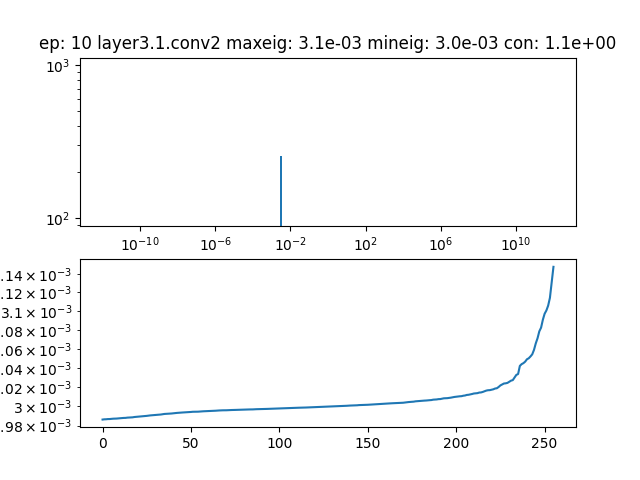 ep: 10 layer3.1.conv2 maxeig: 3.1e-03 mineig: 3.0e-03 con: 1.1e+00
10³
10²
10⁻¹⁰ 10⁻⁶ 10⁻² 10² 10⁶ 10¹⁰
.14 × 10⁻³
.12 × 10⁻³
3.1 × 10⁻³
.08 × 10⁻³
.06 × 10⁻³
.04 × 10⁻³
.02 × 10⁻³
3 × 10⁻³
.98 × 10⁻³
0 50 100 150 200 250